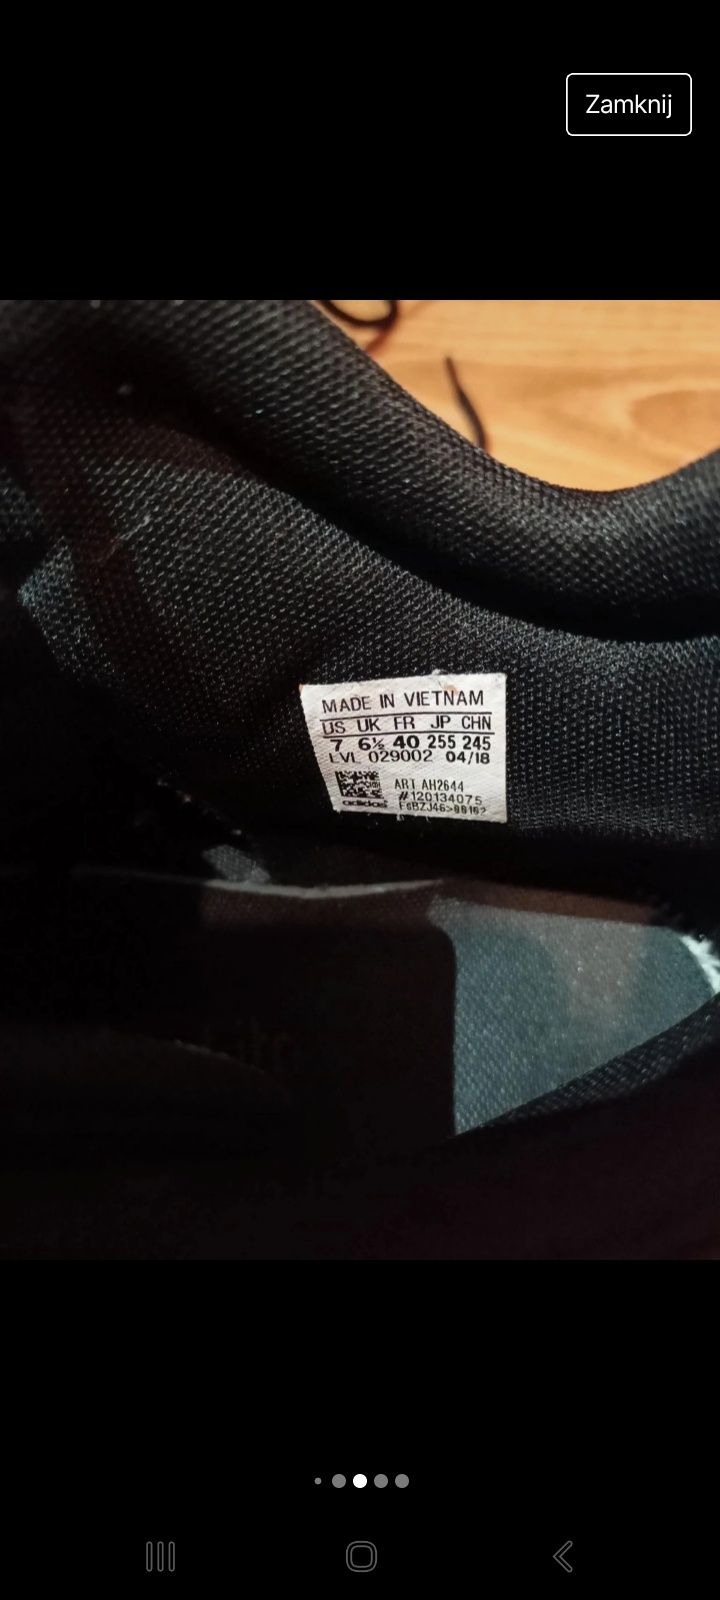 Zamknij
MADE IN VIETNAM
US UK FR JP CHN
7 6½ 40 255 245
LVL 029002 04/18
ART AH2644
#120134075
adidas